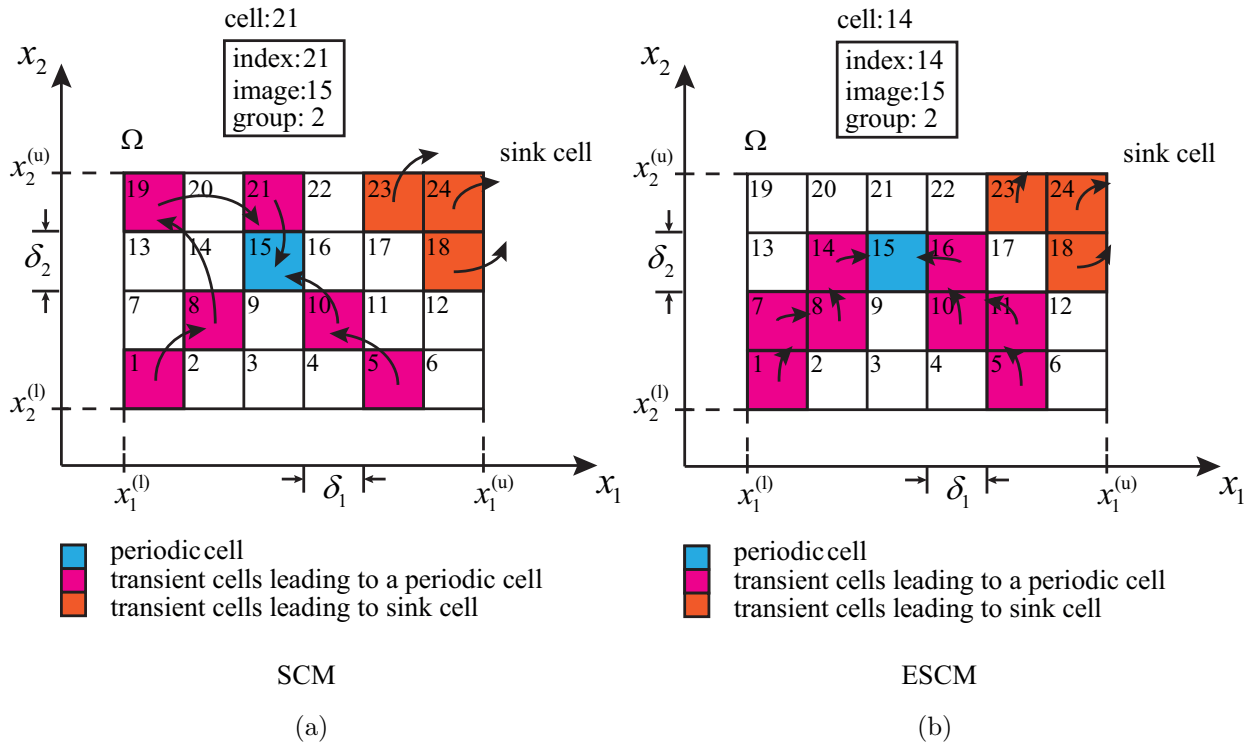 cell:21
index:21
image:15
group: 2
x₂
Ω
x₂⁽ᵘ⁾
sink cell
19 20 21 22 23 24
δ₂
13 14 15 16 17 18
7 8 9 10 11 12
1 2 3 4 5 6
x₂⁽ˡ⁾
x₁⁽ˡ⁾
δ₁
x₁⁽ᵘ⁾
x₁
periodic cell
transient cells leading to a periodic cell
transient cells leading to sink cell
SCM
(a)
cell:14
index:14
image:15
group: 2
x₂
Ω
x₂⁽ᵘ⁾
sink cell
19 20 21 22 23 24
δ₂
13 14 15 16 17 18
7 8 9 10 11 12
1 2 3 4 5 6
x₂⁽ˡ⁾
x₁⁽ˡ⁾
δ₁
x₁⁽ᵘ⁾
x₁
periodic cell
transient cells leading to a periodic cell
transient cells leading to sink cell
ESCM
(b)